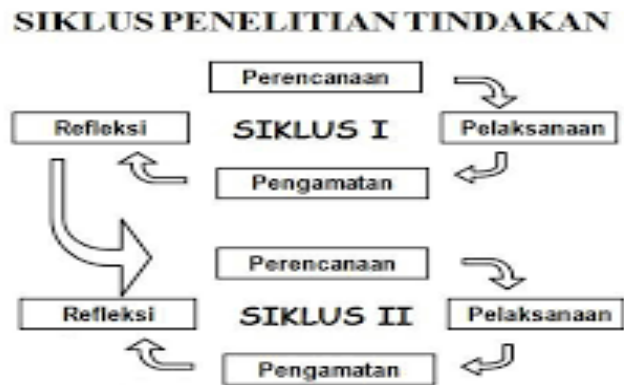 SIKLUS PENELITIAN TINDAKAN
Perencanaan
Refleksi
SIKLUS I
Pelaksanaan
Pengamatan
Perencanaan
Refleksi
SIKLUS II
Pelaksanaan
Pengamatan